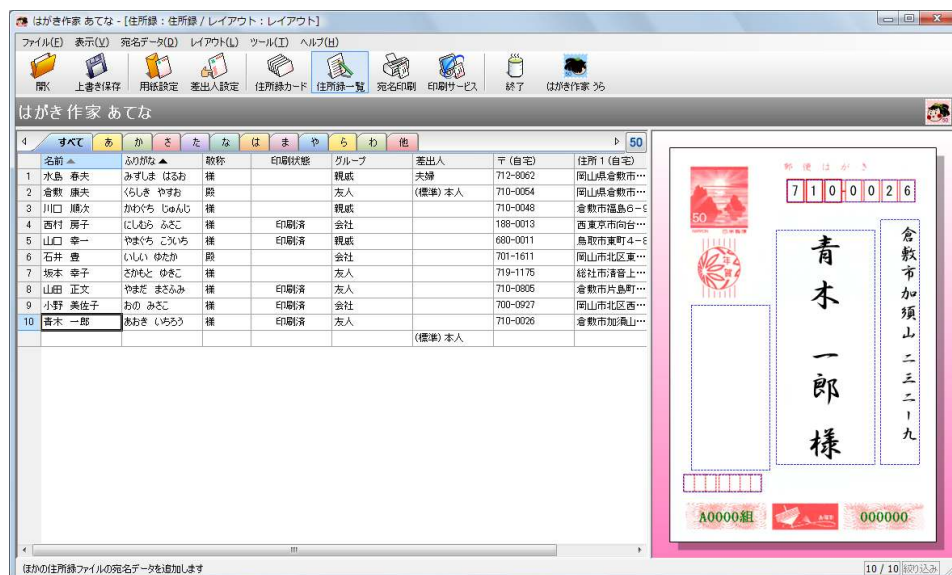 はがき作家 あてな - [住所録：住所録 / レイアウト：レイアウト]
ファイル(F) 表示(V) 宛名データ(D) レイアウト(L) ツール(T) ヘルプ(H)
開く 上書き保存 用紙設定 差出人設定 住所録カード 住所録一覧 宛名印刷 印刷サービス 終了 はがき作家 うら
はがき作家 あてな
すべて あ か さ た な は ま や ら わ 他 50
名前 ふりがな 敬称 印刷状態 グループ 差出人 〒(自宅) 住所1(自宅)
1 水島 春夫 みずしま はるお 様 親戚 夫婦 712-8062 岡山県倉敷市…
2 倉敷 康夫 くらしき やすお 殿 友人 (標準)本人 710-0054 岡山県倉敷市…
3 川口 順次 かわぐち じゅんじ 様 親戚 710-0048 倉敷市福島6-9
4 西村 房子 にしむら ふさこ 様 印刷済 会社 188-0013 西東京市向台…
5 山口 幸一 やまぐち こういち 様 印刷済 親戚 680-0011 鳥取市東町4-8
6 石井 豊 いしい ゆたか 殿 会社 701-1611 岡山市北区東…
7 坂本 幸子 さかもと ゆきこ 様 友人 719-1175 総社市清音上…
8 山田 正文 やまだ まさふみ 様 印刷済 友人 710-0805 倉敷市片島町…
9 小野 美佐子 おの みさこ 様 印刷済 会社 700-0927 岡山市北区西…
10 青木 一郎 あおき いちろう 様 印刷済 友人 710-0026 倉敷市加須山…
(標準)本人
郵便はがき
50
7100026
倉敷市加須山二三二ー九
青木 一郎 様
A0000組 000000
ほかの住所録ファイルの宛名データを追加します
10 / 10 絞り込み